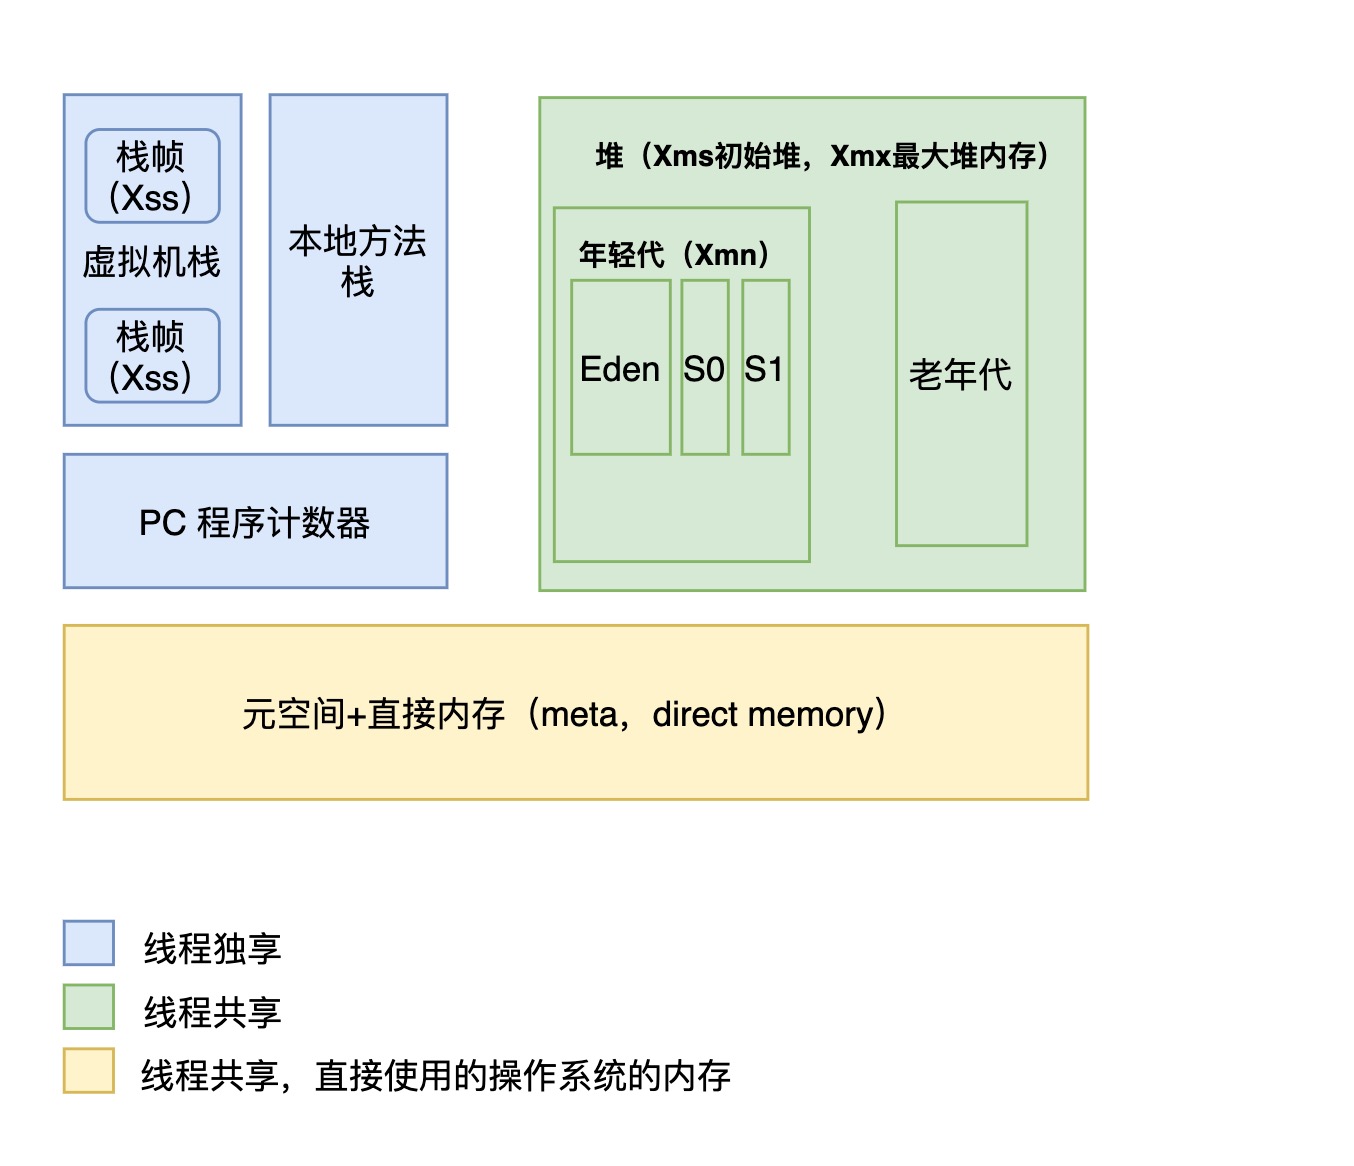 栈帧
（Xss）
虚拟机栈
栈帧
（Xss）
本地方法
栈
PC 程序计数器
堆（Xms初始堆，Xmx最大堆内存）
年轻代（Xmn）
Eden
S0
S1
老年代
元空间+直接内存（meta，direct memory）
线程独享
线程共享
线程共享，直接使用的操作系统的内存